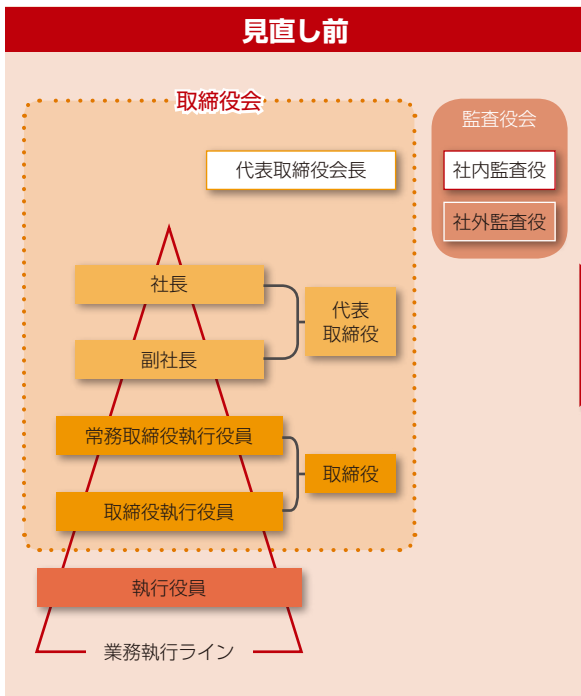 見直し前
取締役会
監査役会
代表取締役会長
社内監査役
社外監査役
社長
代表
取締役
副社長
常務取締役執行役員
取締役
取締役執行役員
執行役員
業務執行ライン